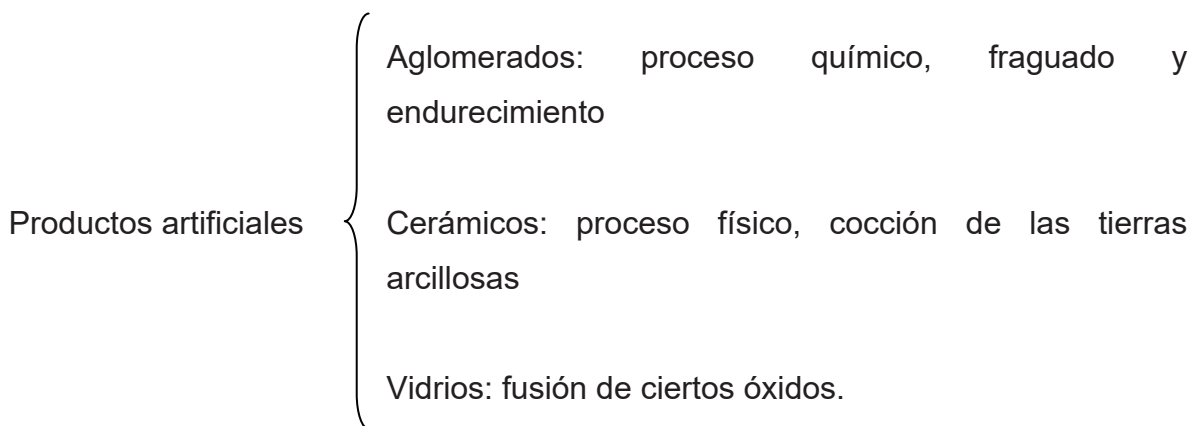 Aglomerados: proceso químico, fraguado y
endurecimiento
Productos artificiales
Cerámicos: proceso físico, cocción de las tierras
arcillosas
Vidrios: fusión de ciertos óxidos.